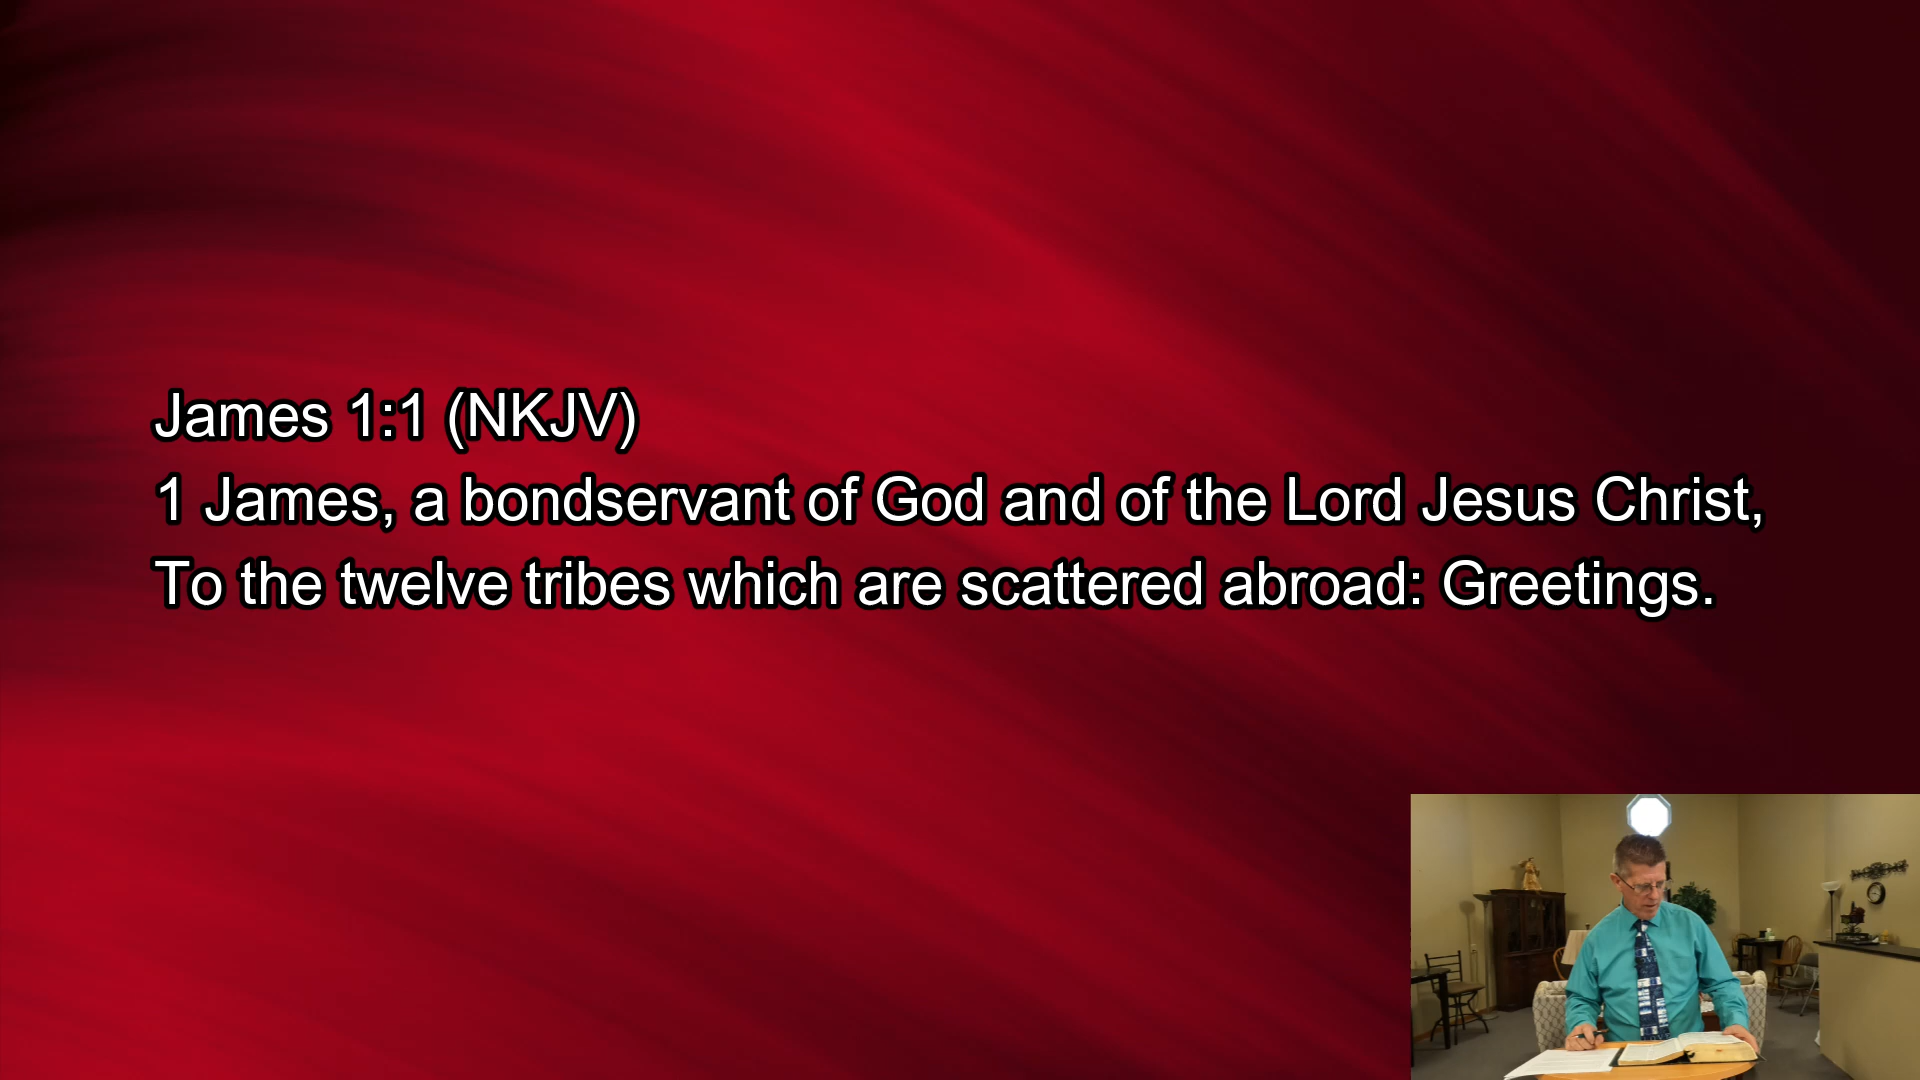 James 1:1 (NKJV)
1 James, a bondservant of God and of the Lord Jesus Christ,
To the twelve tribes which are scattered abroad: Greetings.